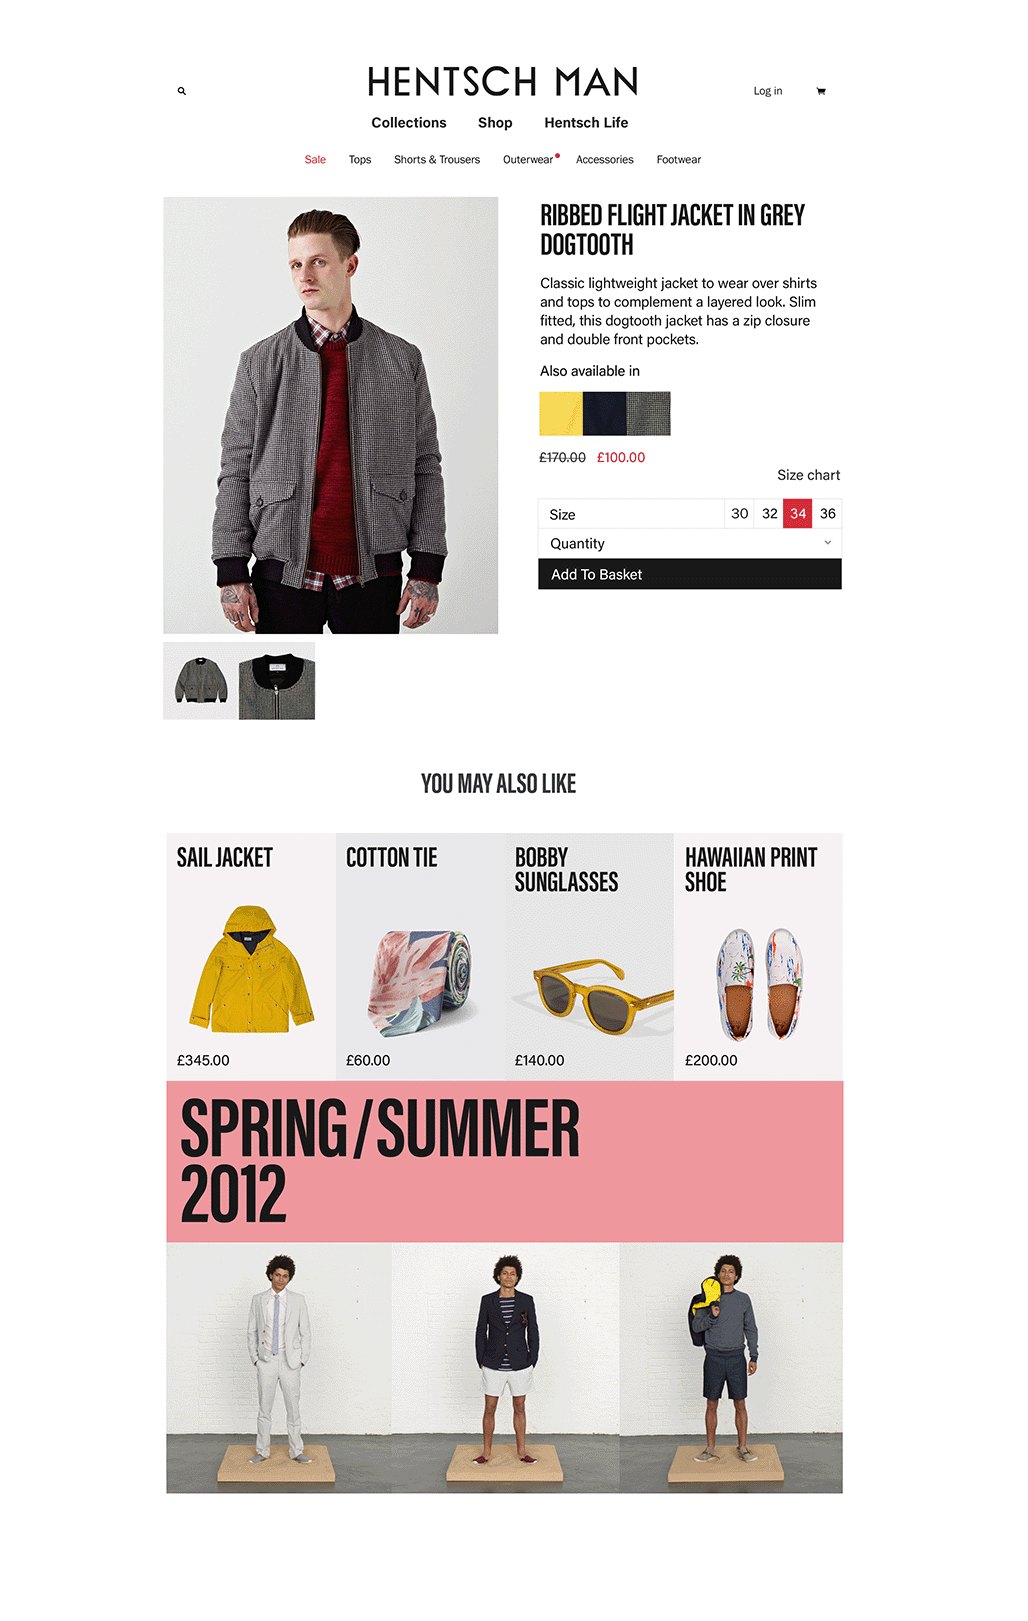 HENTSCH MAN
Log in
Collections Shop Hentsch Life
Sale Tops Shorts & Trousers Outerwear Accessories Footwear
RIBBED FLIGHT JACKET IN GREY
DOGTOOTH
Classic lightweight jacket to wear over shirts
and tops to complement a layered look. Slim
fitted, this dogtooth jacket has a zip closure
and double front pockets.
Also available in
£170.00 £100.00
Size chart
Size 30 32 34 36
Quantity
Add To Basket
YOU MAY ALSO LIKE
SAIL JACKET
£345.00
COTTON TIE
£60.00
BOBBY
SUNGLASSES
£140.00
HAWAIIAN PRINT
SHOE
£200.00
SPRING/SUMMER
2012